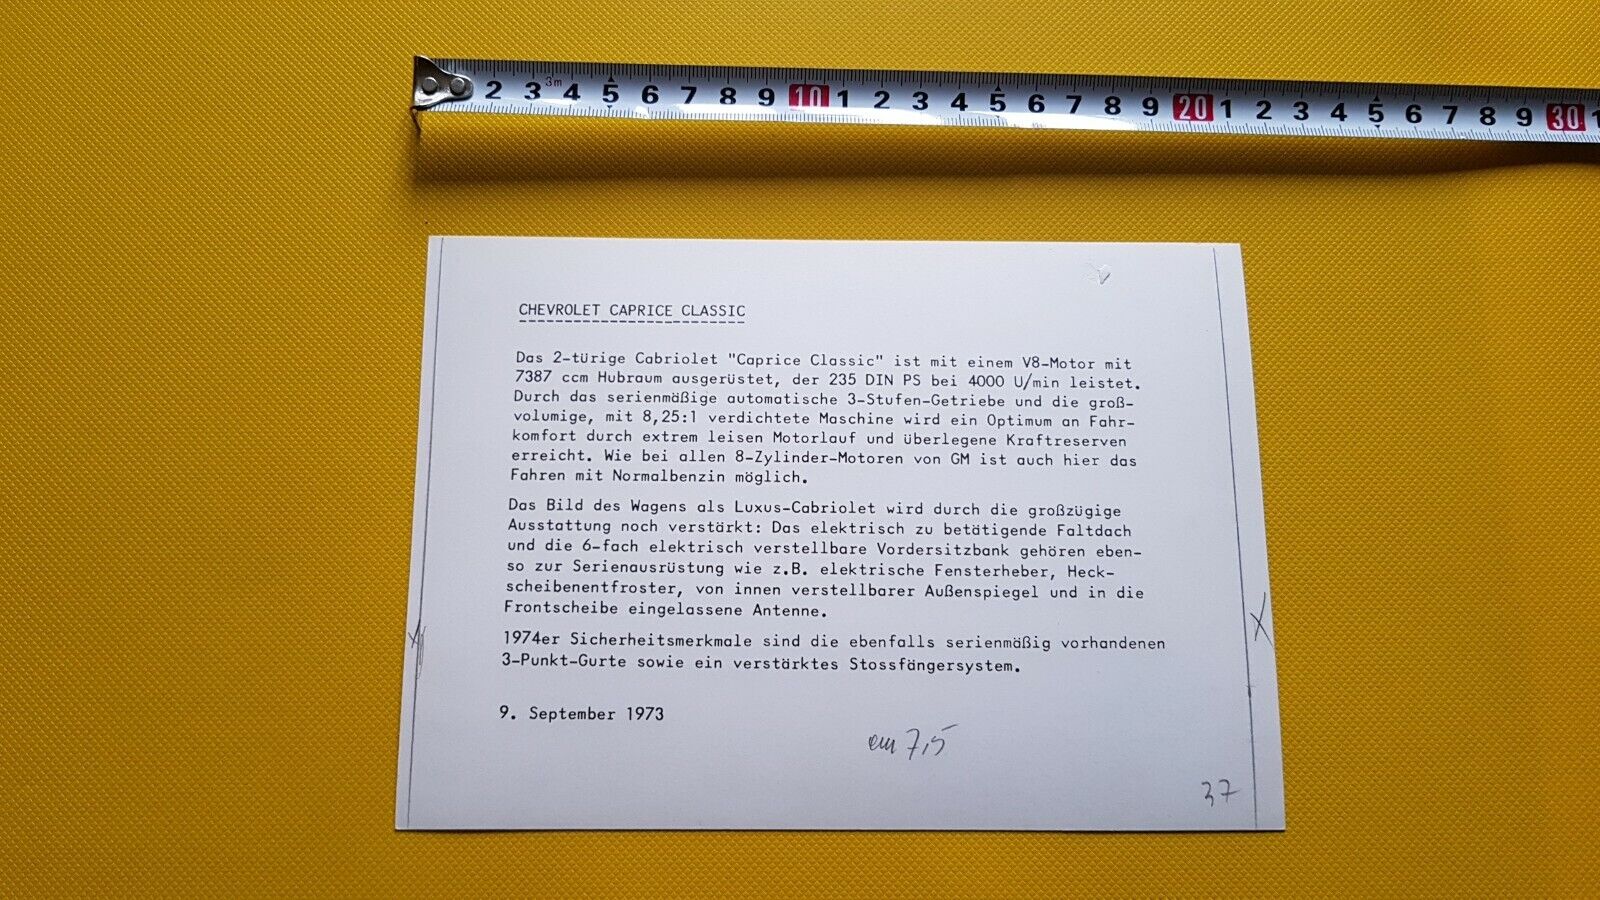 2 3 3m 4 5 6 7 8 9 10 1 2 3 4 5 6 7 8 9 20 1 2 3 4 5 6 7 8 9 30 1
CHEVROLET CAPRICE CLASSIC
Das 2-türige Cabriolet "Caprice Classic" ist mit einem V8-Motor mit
7387 ccm Hubraum ausgerüstet, der 235 DIN PS bei 4000 U/min leistet.
Durch das serienmäßige automatische 3-Stufen-Getriebe und die groß-
volumige, mit 8,25:1 verdichtete Maschine wird ein Optimum an Fahr-
komfort durch extrem leisen Motorlauf und überlegene Kraftreserven
erreicht. Wie bei allen 8-Zylinder-Motoren von GM ist auch hier das
Fahren mit Normalbenzin möglich.
Das Bild des Wagens als Luxus-Cabriolet wird durch die großzügige
Ausstattung noch verstärkt: Das elektrisch zu betätigende Faltdach
und die 6-fach elektrisch verstellbare Vordersitzbank gehören eben-
so zur Serienausrüstung wie z.B. elektrische Fensterheber, Heck-
scheibenentfroster, von innen verstellbarer Außenspiegel und in die
Frontscheibe eingelassene Antenne.
1974er Sicherheitsmerkmale sind die ebenfalls serienmäßig vorhandenen
3-Punkt-Gurte sowie ein verstärktes Stossfängersystem.
9. September 1973
7,5
37